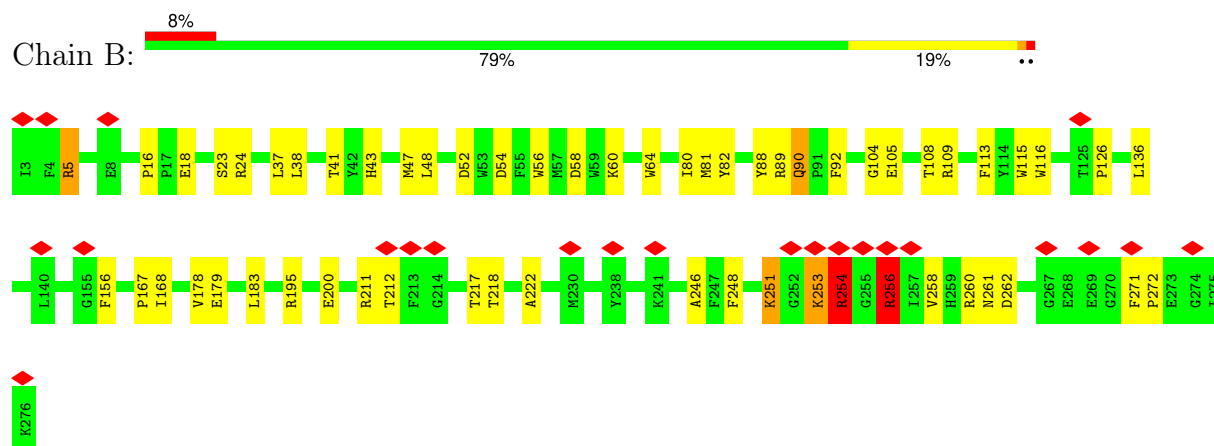 8%
Chain B:
79% 19% ••
I3 F4 R5 E8 P16 P17 E18 S23 R24 L37 L38 T41 Y42 H43 M47 L48 D52 W53 D54 F55 W56 M57 D58 W59 K60 W64 I80 M81 Y82 Y88 R89 Q90 P91 F92 G104 E105 T108 R109 F113 Y114 W115 W116 T125 P126 L136
L140 G155 F156 P167 I168 V178 E179 L183 R195 E200 R211 T212 F213 G214 T217 T218 A222 M230 Y238 K241 A246 F247 F248 K251 G252 K253 R254 G255 R256 I257 V258 H259 R260 N261 D262 G267 E268 E269 G270 F271 P272 E273 G274 I275
K276